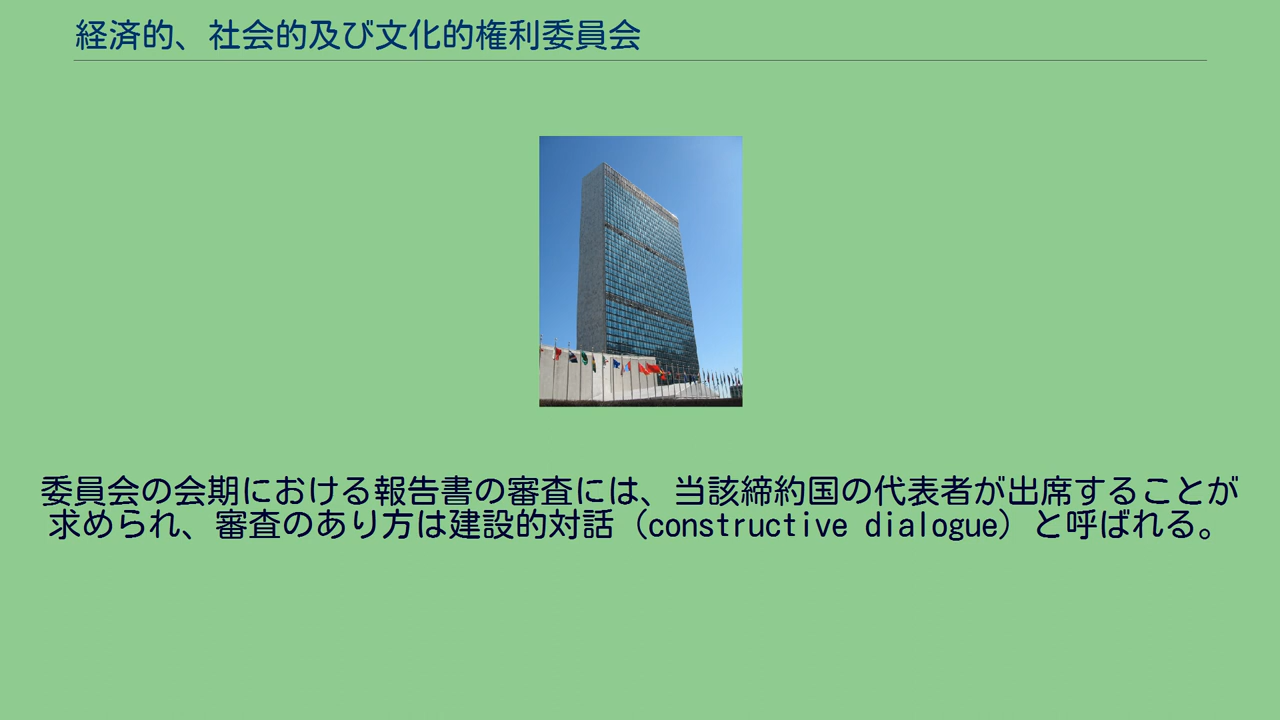 経済的、社会的及び文化的権利委員会
委員会の会期における報告書の審査には、当該締約国の代表者が出席することが
求められ、審査のあり方は建設的対話（constructive dialogue）と呼ばれる。